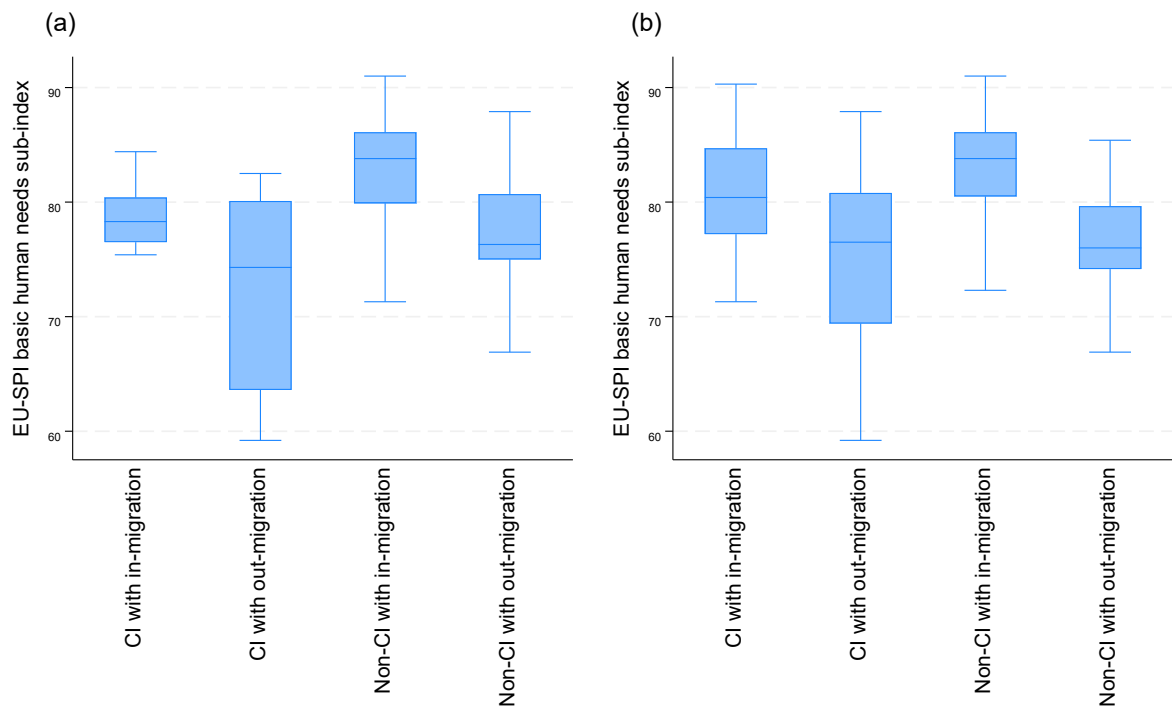 (a)
EU-SPI basic human needs sub-index
90
80
70
60
CI with in-migration
CI with out-migration
Non-CI with in-migration
Non-CI with out-migration
(b)
EU-SPI basic human needs sub-index
90
80
70
60
CI with in-migration
CI with out-migration
Non-CI with in-migration
Non-CI with out-migration